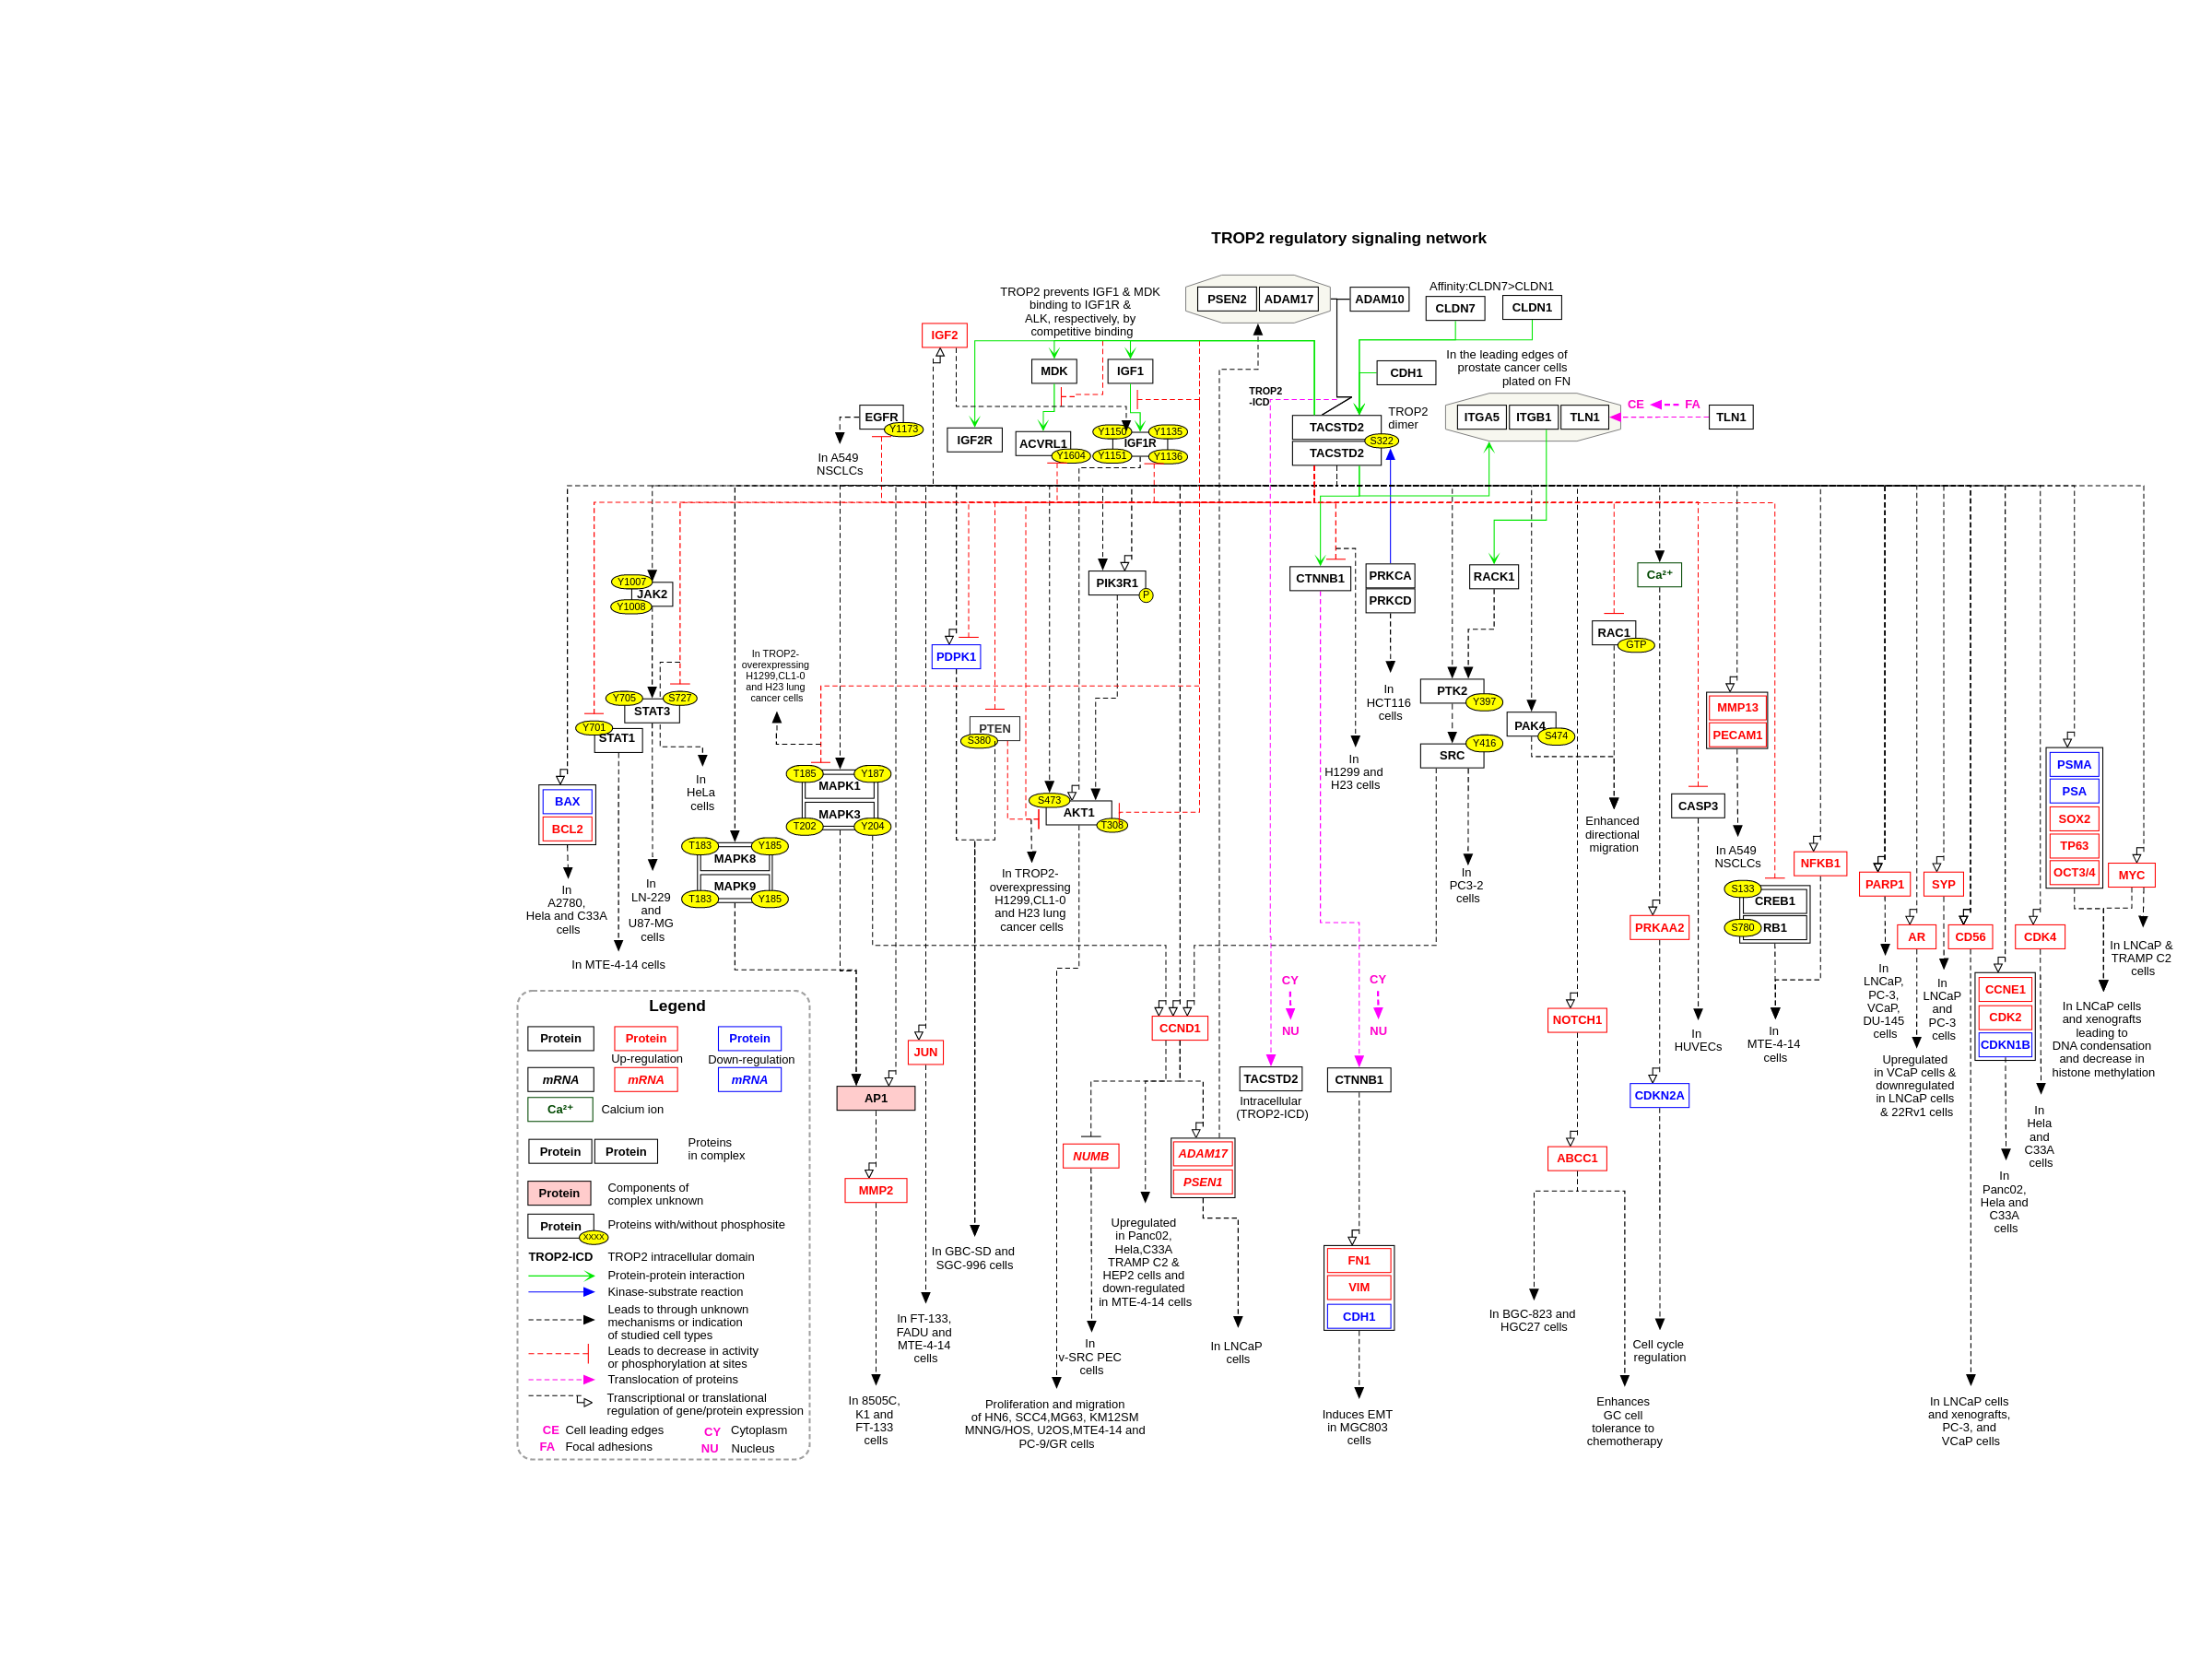 TROP2 regulatory signaling network
TROP2 prevents IGF1 & MDK
binding to IGF1R &
ALK, respectively, by
competitive binding
PSEN2
ADAM17
ADAM10
Affinity:CLDN7>CLDN1
CLDN7
CLDN1
IGF2
MDK
IGF1
CDH1
In the leading edges of
prostate cancer cells
plated on FN
TROP2
-ICD
EGFR
Y1173
IGF2R
ACVRL1
Y1604
Y1150
Y1135
IGF1R
Y1151
Y1136
TACSTD2
TACSTD2
S322
TROP2
dimer
ITGA5
ITGB1
TLN1
CE
FA
TLN1
In A549
NSCLCs
Y1007
JAK2
Y1008
PIK3R1
P
CTNNB1
PRKCA
PRKCD
RACK1
Ca²⁺
RAC1
GTP
PDPK1
In TROP2-
overexpressing
H1299,CL1-0
and H23 lung
cancer cells
Y705
S727
STAT3
Y701
STAT1
PTEN
S380
In
HCT116
cells
PTK2
Y397
PAK4
S474
SRC
Y416
MMP13
PECAM1
PSMA
PSA
SOX2
TP63
OCT3/4
In
HeLa
cells
T185
Y187
MAPK1
MAPK3
T202
Y204
In
H1299 and
H23 cells
BAX
BCL2
S473
AKT1
T308
CASP3
Enhanced
directional
migration
T183
Y185
MAPK8
MAPK9
T183
Y185
In A549
NSCLCs
NFKB1
MYC
In
A2780,
Hela and C33A
cells
In
LN-229
and
U87-MG
cells
In TROP2-
overexpressing
H1299,CL1-0
and H23 lung
cancer cells
In
PC3-2
cells
S133
CREB1
S780
RB1
PARP1
SYP
PRKAA2
AR
CD56
CDK4
In MTE-4-14 cells
In LNCaP &
TRAMP C2
cells
CY
NU
CY
NU
In
LNCaP,
PC-3,
VCaP,
DU-145
cells
In
LNCaP
and
PC-3
cells
CCNE1
CDK2
CDKN1B
In LNCaP cells
and xenografts
leading to
DNA condensation
and decrease in
histone methylation
CCND1
NOTCH1
In
HUVECs
In
MTE-4-14
cells
JUN
TACSTD2
Intracellular
(TROP2-ICD)
CTNNB1
Upregulated
in VCaP cells &
downregulated
in LNCaP cells
& 22Rv1 cells
AP1
CDKN2A
In
Hela
and
C33A
cells
NUMB
ADAM17
PSEN1
ABCC1
MMP2
In
Panc02,
Hela and
C33A
cells
In GBC-SD and
SGC-996 cells
Upregulated
in Panc02,
Hela,C33A
TRAMP C2 &
HEP2 cells and
down-regulated
in MTE-4-14 cells
FN1
VIM
CDH1
In FT-133,
FADU and
MTE-4-14
cells
In
v-SRC PEC
cells
In LNCaP
cells
In BGC-823 and
HGC27 cells
Cell cycle
regulation
In 8505C,
K1 and
FT-133
cells
Proliferation and migration
of HN6, SCC4,MG63, KM12SM
MNNG/HOS, U2OS,MTE4-14 and
PC-9/GR cells
Induces EMT
in MGC803
cells
Enhances
GC cell
tolerance to
chemotherapy
In LNCaP cells
and xenografts,
PC-3, and
VCaP cells
Legend
Protein
Protein
Protein
Up-regulation
Down-regulation
mRNA
mRNA
mRNA
Ca²⁺
Calcium ion
Protein
Protein
Proteins
in complex
Protein
Components of
complex unknown
Protein
XXXX
Proteins with/without phosphosite
TROP2-ICD
TROP2 intracellular domain
Protein-protein interaction
Kinase-substrate reaction
Leads to through unknown
mechanisms or indication
of studied cell types
Leads to decrease in activity
or phosphorylation at sites
Translocation of proteins
Transcriptional or translational
regulation of gene/protein expression
CE Cell leading edges
CY Cytoplasm
FA Focal adhesions
NU Nucleus